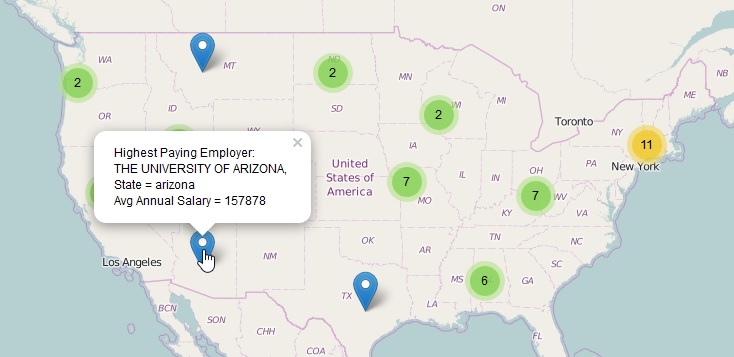 ON
WA
MT
ND
2
2
MN
NB
ME
OR
ID
SD
2
WI
MI
Toronto
NY
11
New York
WY
IA
PA
Highest Paying Employer:
THE UNIVERSITY OF ARIZONA,
State = arizona
Avg Annual Salary = 157878
×
United
States of
America
7
MO
IL
IN
OH
7
WV
KY
VA
Los Angeles
NM
OK
AR
TN
NC
SC
TX
LA
MS
6
GA
FL
BCN
SON
CHH
COA